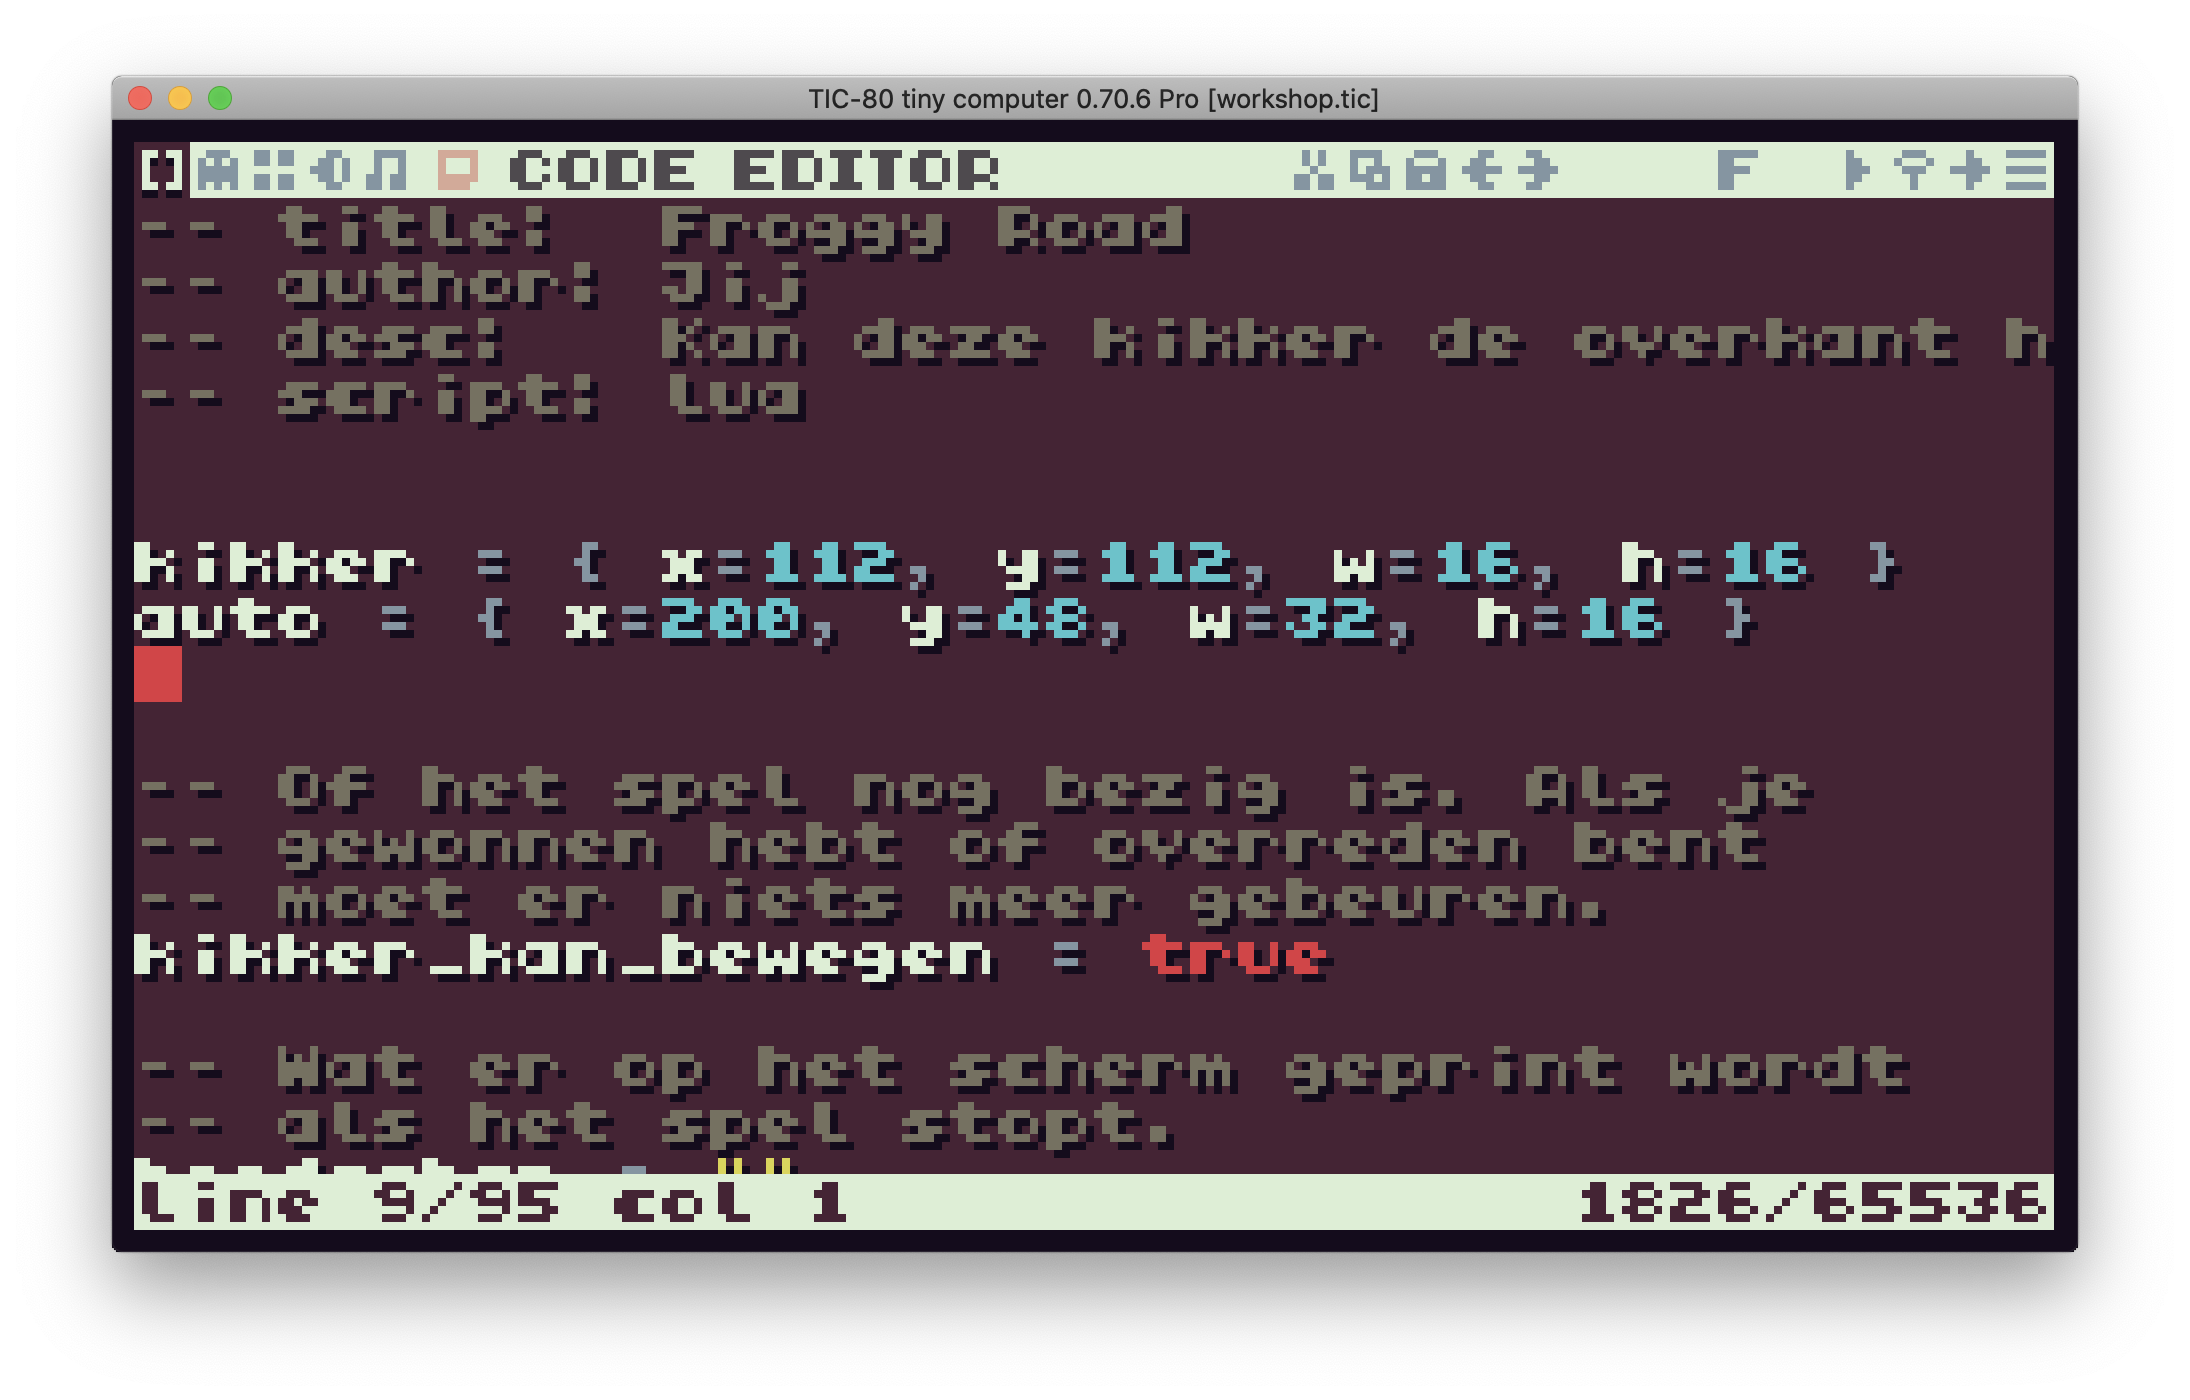 TIC-80 tiny computer 0.70.6 Pro [workshop.tic]
CODE EDITOR F
-- title:  Froggy Road
-- author: Jij
-- desc:   Kan deze kikker de overkant h
-- script: lua
kikker = { x=112, y=112, w=16, h=16 }
auto = { x=200, y=48, w=32, h=16 }
-- Of het spel nog bezig is. Als je
-- gewonnen hebt of overreden bent
-- moet er niets meer gebeuren.
kikker_kan_bewegen = true
-- Wat er op het scherm geprint wordt
-- als het spel stopt.
line 9/95 col 1 1826/65536